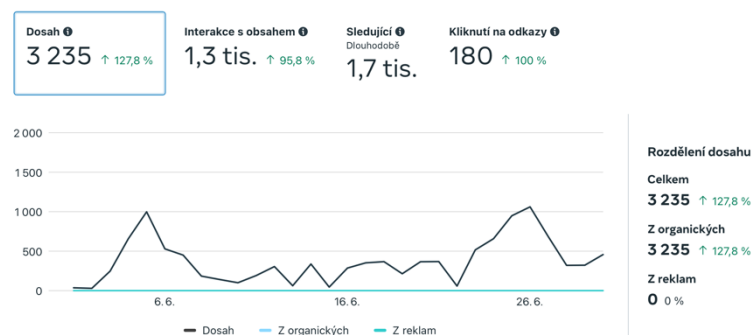 Dosah
3 235 ↑ 127,8 %
Interakce s obsahem
1,3 tis. ↑ 95,8 %
Sledující
Dlouhodobě
1,7 tis.
Kliknutí na odkazy
180 ↑ 100 %
2 000
1 500
1 000
500
0
6. 6.
16. 6.
26. 6.
Dosah
Z organických
Z reklam
Rozdělení dosahu
Celkem
3 235 ↑ 127,8 %
Z organických
3 235 ↑ 127,8 %
Z reklam
0 0 %